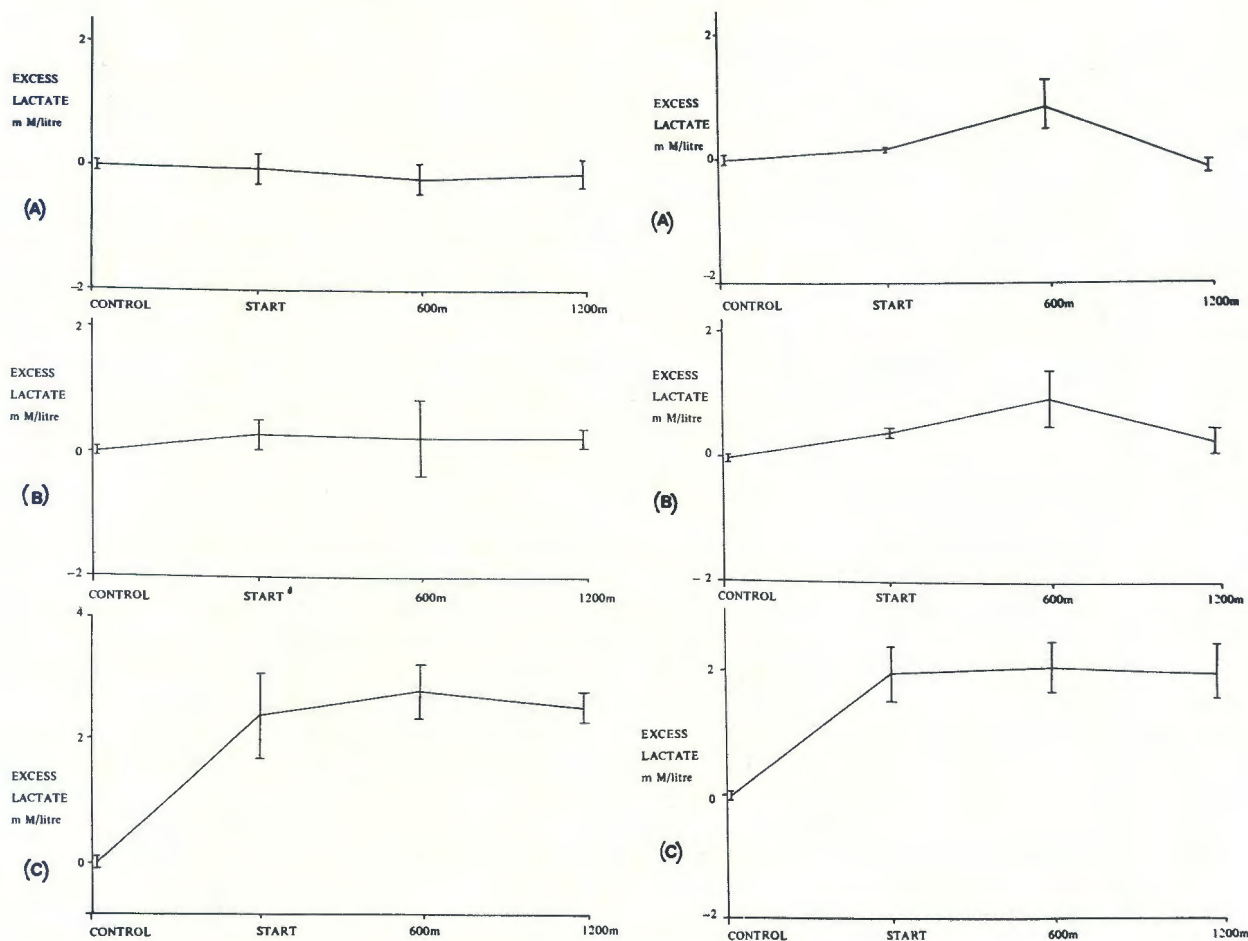 2
EXCESS
LACTATE
m M/litre
0
(A)
–2
CONTROL START 600m 1200m
2
EXCESS
LACTATE
m M/litre
0
(B)
–2
CONTROL START 600m 1200m
4
2
EXCESS
LACTATE
m M/litre
0
(C)
CONTROL START 600m 1200m
2
EXCESS
LACTATE
m M/litre
0
(A)
–2
CONTROL START 600m 1200m
2
EXCESS
LACTATE
m M/litre
0
(B)
–2
CONTROL START 600m 1200m
2
EXCESS
LACTATE
m M/litre
0
(C)
–2
CONTROL START 600m 1200m